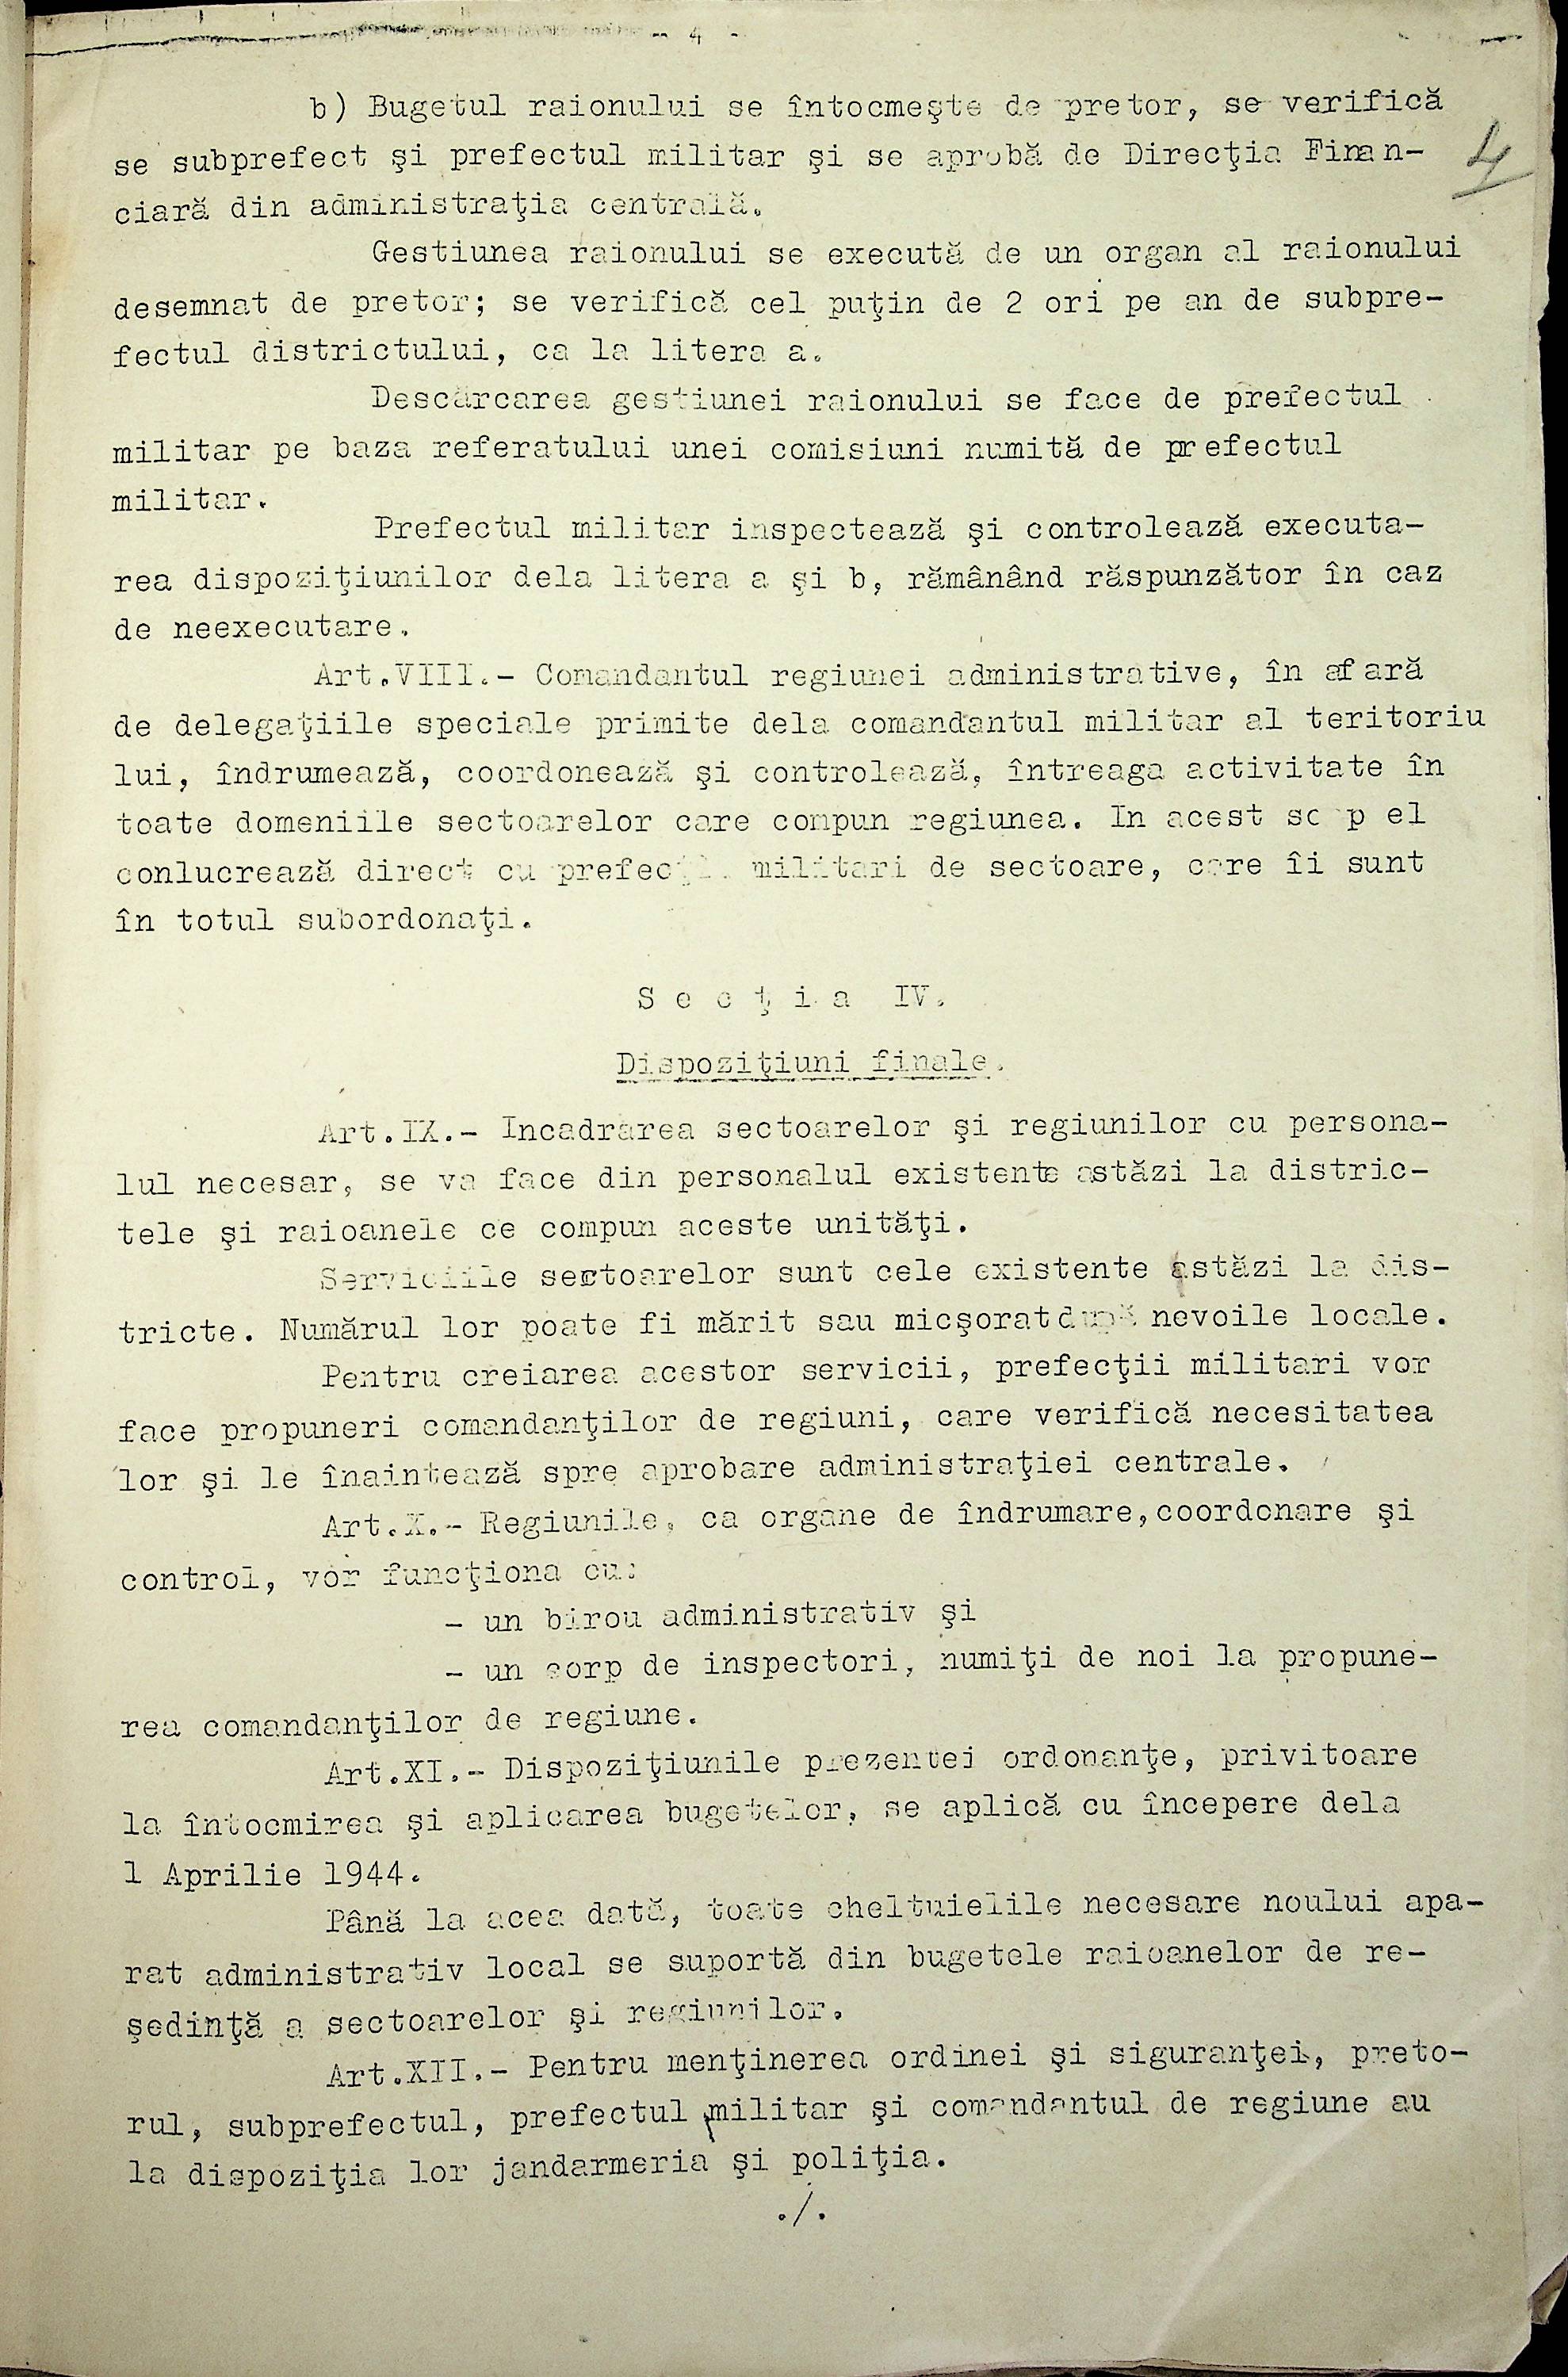 - 4 -
4
b) Bugetul raionului se întocmeşte de pretor, se verifică
se subprefect şi prefectul militar şi se aprobă de Direcţia Finan-
ciară din administraţia centrală.
Gestiunea raionului se execută de un organ al raionului
desemnat de pretor; se verifică cel puţin de 2 ori pe an de subpre-
fectul districtului, ca la litera a.
Descărcarea gestiunei raionului se face de prefectul
militar pe baza referatului unei comisiuni numită de prefectul
militar.
Prefectul militar inspectează şi controlează executa-
rea dispoziţiunilor dela litera a şi b, rămânând răspunzător în caz
de neexecutare.
Art.VIII.- Comandantul regiunei administrative, în afară
de delegaţiile speciale primite dela comandantul militar al teritoriu
lui, îndrumează, coordonează şi controlează, întreaga activitate în
toate domeniile sectoarelor care compun regiunea. In acest scop el
conlucrează direct cu prefecţii militari de sectoare, care îi sunt
în totul subordonaţi.
S e c ţ i a IV.
Dispoziţiuni finale.
Art.IX.- Incadrarea sectoarelor şi regiunilor cu persona-
lul necesar, se va face din personalul existente astăzi la distric-
tele şi raioanele ce compun aceste unităţi.
Serviciile sectoarelor sunt cele existente astăzi la dis-
tricte. Numărul lor poate fi mărit sau micşorat după nevoile locale.
Pentru creiarea acestor servicii, prefecţii militari vor
face propuneri comandanţilor de regiuni, care verifică necesitatea
lor şi le înaintează spre aprobare administraţiei centrale.
Art.X.- Regiunile, ca organe de îndrumare, coordonare şi
control, vor funcţiona cu:
- un birou administrativ şi
- un corp de inspectori, numiţi de noi la propune-
rea comandanţilor de regiune.
Art.XI.- Dispoziţiunile prezentei ordonanţe, privitoare
la întocmirea şi aplicarea bugetelor, se aplică cu începere dela
1 Aprilie 1944.
Până la acea dată, toate cheltuielile necesare noului apa-
rat administrativ local se suportă din bugetele raioanelor de re-
şedinţă a sectoarelor şi regiunilor.
Art.XII.- Pentru menţinerea ordinei şi siguranţei, preto-
rul, subprefectul, prefectul militar şi comandantul de regiune au
la dispoziţia lor jandarmeria şi poliţia.
./.